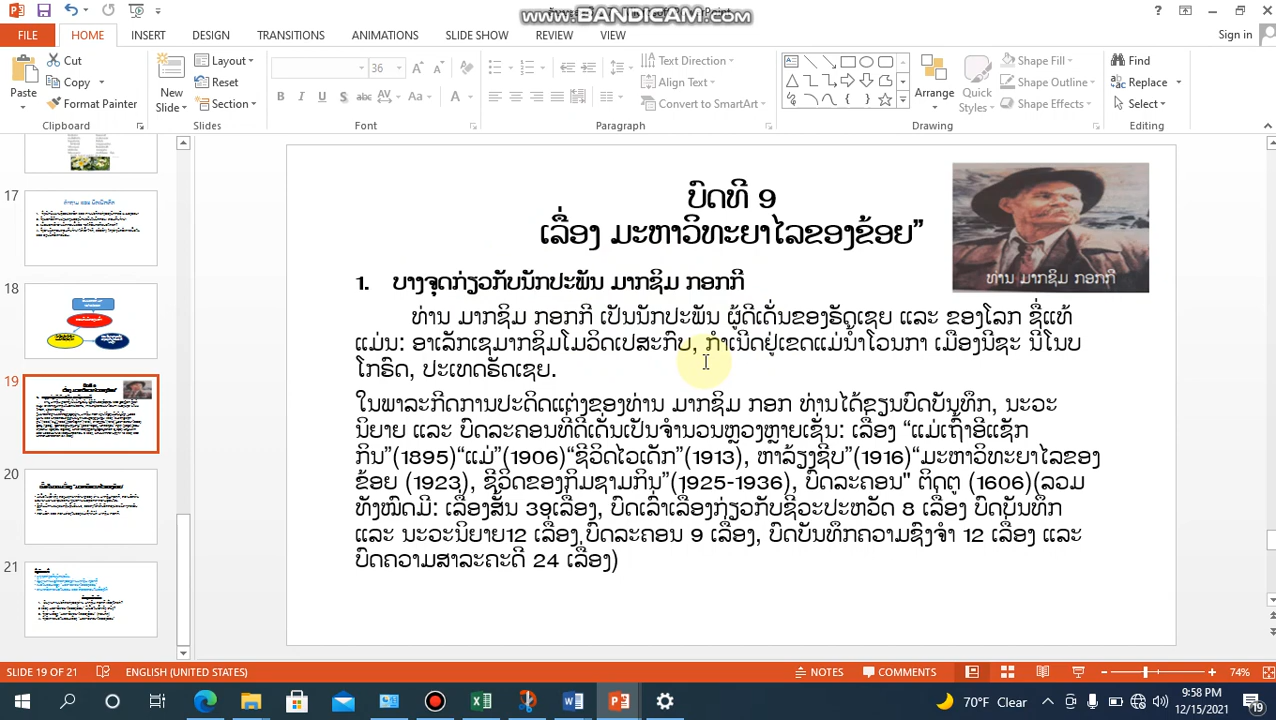 www.BANDICAM.com
Sign in
FILE HOME INSERT DESIGN TRANSITIONS ANIMATIONS SLIDE SHOW REVIEW VIEW
Cut
Copy
Format Painter
Paste
Clipboard
New Slide
Layout
Reset
Section
Slides
36
Font
Text Direction
Align Text
Convert to SmartArt
Paragraph
Arrange
Quick Styles
Shape Fill
Shape Outline
Shape Effects
Drawing
Find
Replace
Select
Editing
17
18
19
20
21
ບົດທີ 9
ເລື່ອງ ມະຫາວິທະຍາໄລຂອງຂ້ອຍ”
ທ່ານ ມາກຊິມ ກອກກີ
1. ບາງຈຸດກ່ຽວກັບນັກປະພັນ ມາກຊິມ ກອກກີ
ທ່ານ ມາກຊີມ ກອກກີ ເປັນນັກປະພັນ ຜູ້ດີເດັ່ນຂອງຣັດເຊຍ ແລະ ຂອງໂລກ ຊື່ແທ້
ແມ່ນ: ອາເລັກເຊມາກຊິມໂມວິດເປສະກົບ, ກຳເນີດຢູ່ເຂດແມ່ນ້ຳໂວນກາ ເມືອງນີຊະ ນີໂນບ
ໂກຣົດ, ປະເທດຣັດເຊຍ.
ໃນພາລະກິດການປະດິດແຕ່ງຂອງທ່ານ ມາກຊິມ ກອກ ທ່ານໄດ້ຂຽນບົດບັນທຶກ, ນະວະ
ນິຍາຍ ແລະ ບົດລະຄອນທີ່ດີເດັ່ນເປັນຈຳນວນຫຼວງຫຼາຍເຊັ່ນ: ເລື່ອງ “ແມ່ເຖົ້າອີແຊັກ
ກິນ”(1895)“ແມ່”(1906)“ຊີວິດໄວເດັກ”(1913), ຫາລ້ຽງຊີບ”(1916)“ມະຫາວິທະຍາໄລຂອງ
ຂ້ອຍ (1923), ຊີວິດຂອງກິມຊາມກິນ”(1925-1936), ບົດລະຄອນ" ຕິດຕູ (1606)(ລວມ
ທັງໝົດມີ: ເລື່ອງສັ້ນ 39ເລື່ອງ, ບົດເລົ່າເລື່ອງກ່ຽວກັບຊີວະປະຫວັດ 8 ເລື່ອງ ບົດບັນທຶກ
ແລະ ນະວະນິຍາຍ12 ເລື່ອງ ບົດລະຄອນ 9 ເລື່ອງ, ບົດບັນທຶກຄວາມຊົງຈຳ 12 ເລື່ອງ ແລະ
ບົດຄວາມສາລະຄະດີ 24 ເລື່ອງ)
SLIDE 19 OF 21 ENGLISH (UNITED STATES) NOTES COMMENTS 74%
70°F Clear
9:58 PM
12/15/2021
19